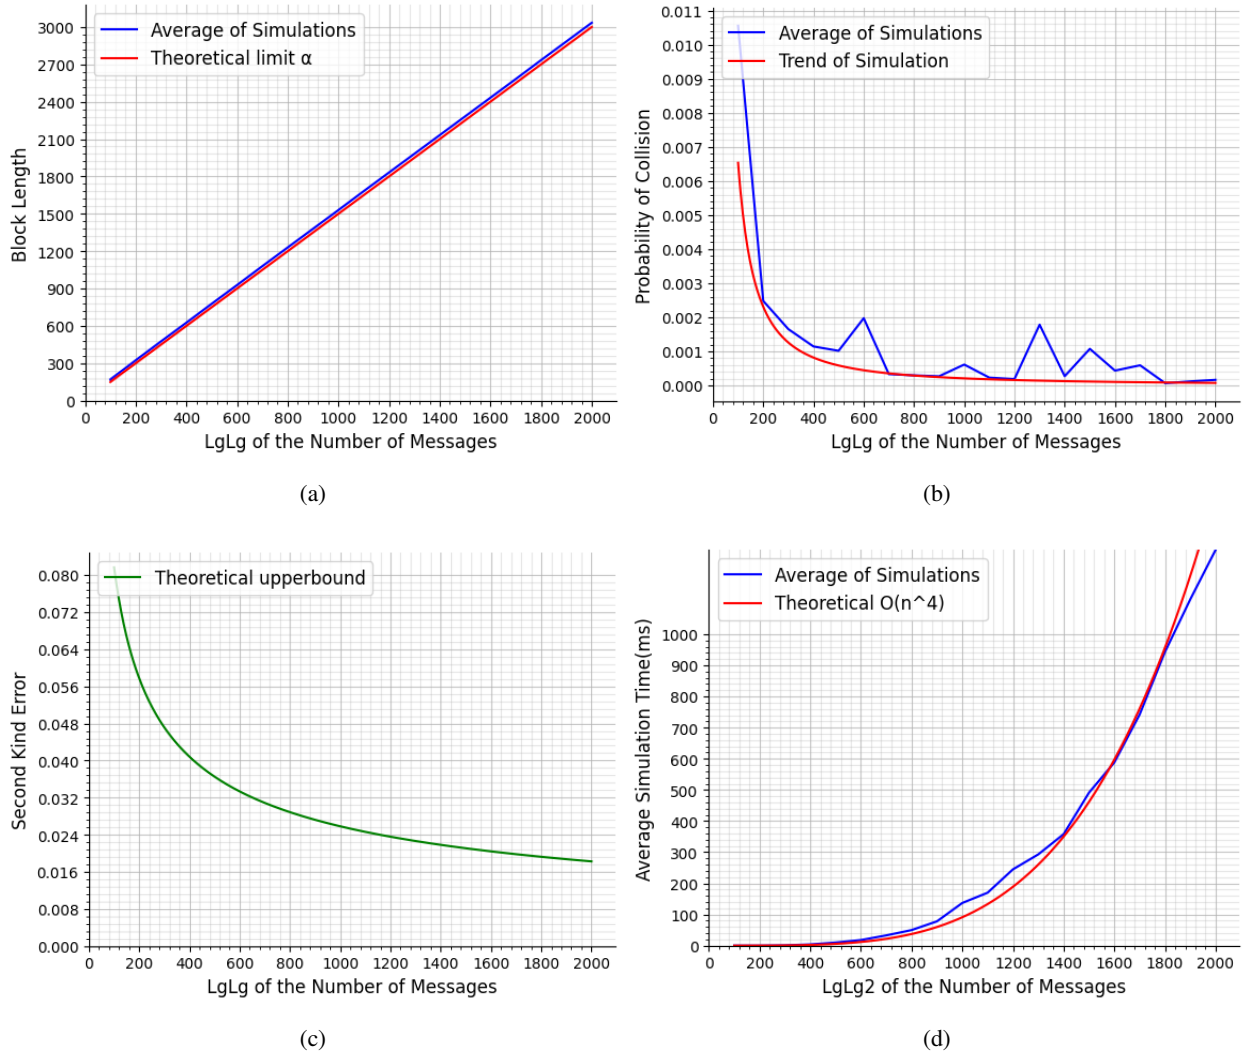 3000
2700
2400
2100
1800
1500
1200
900
600
300
0
Block Length
Average of Simulations
Theoretical limit α
0 200 400 600 800 1000 1200 1400 1600 1800 2000
LgLg of the Number of Messages
(a)
0.011
0.010
0.009
0.008
0.007
0.006
0.005
0.004
0.003
0.002
0.001
0.000
Probability of Collision
Average of Simulations
Trend of Simulation
0 200 400 600 800 1000 1200 1400 1600 1800 2000
LgLg of the Number of Messages
(b)
0.080
0.072
0.064
0.056
0.048
0.040
0.032
0.024
0.016
0.008
0.000
Second Kind Error
Theoretical upperbound
0 200 400 600 800 1000 1200 1400 1600 1800 2000
LgLg of the Number of Messages
(c)
1000
900
800
700
600
500
400
300
200
100
0
Average Simulation Time(ms)
Average of Simulations
Theoretical O(n^4)
0 200 400 600 800 1000 1200 1400 1600 1800 2000
LgLg2 of the Number of Messages
(d)